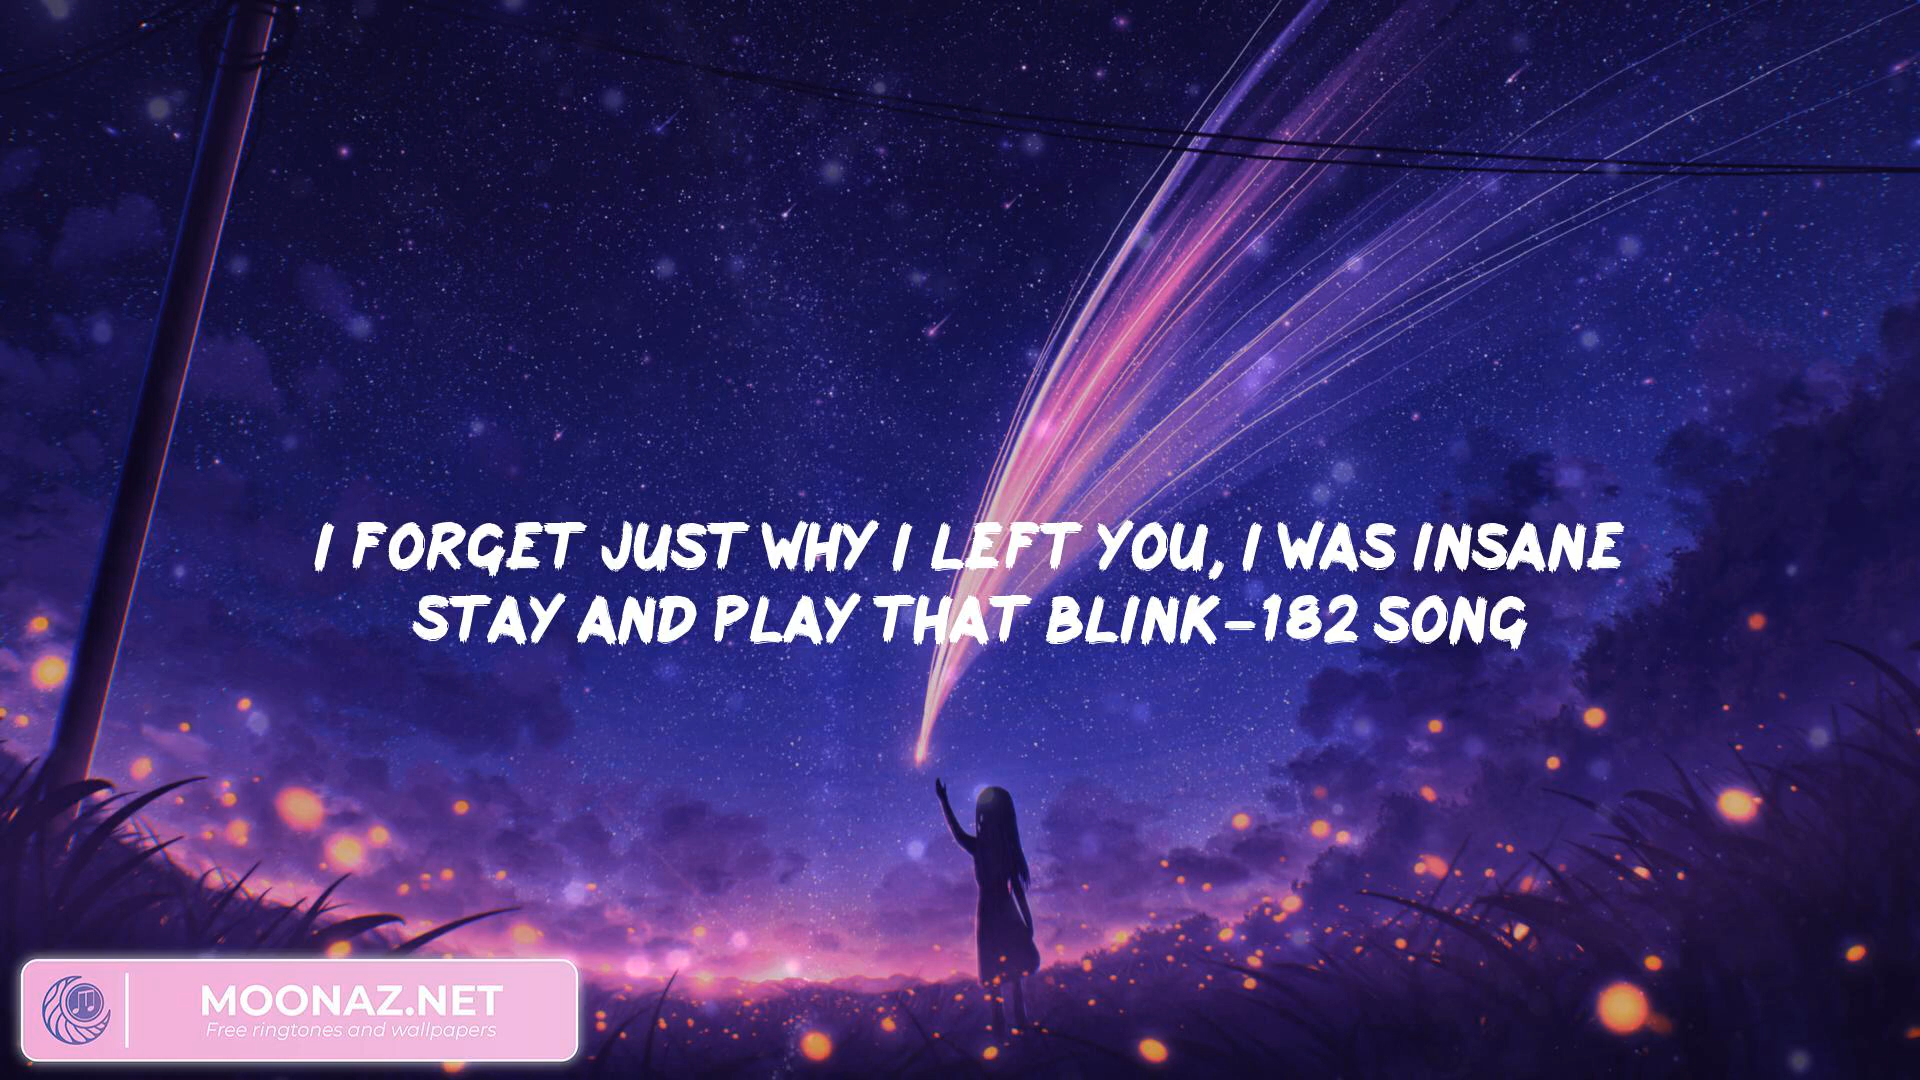 I FORGET JUST WHY I LEFT YOU, I WAS INSANE
STAY AND PLAY THAT BLINK-182 SONG
MOONAZ.NET
Free ringtones and wallpapers